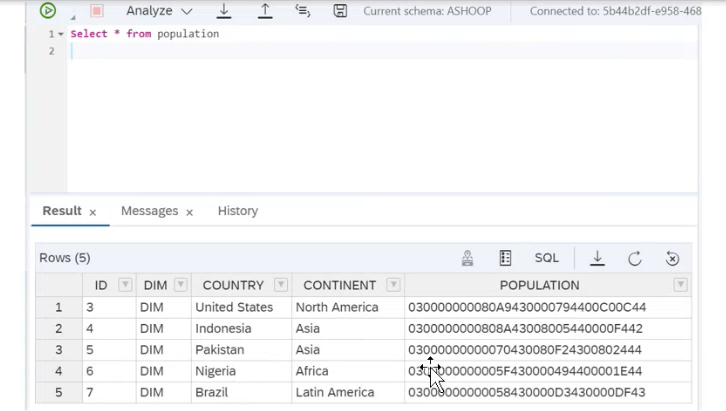 Analyze Current schema: ASHOOP Connected to: 5b44b2df-e958-468
1 Select * from population
2
Result × Messages × History
Rows (5) SQL
ID DIM COUNTRY CONTINENT POPULATION
1 3 DIM United States North America 030000000080A9430000794400C00C44
2 4 DIM Indonesia Asia 0300000000808A43008005440000F442
3 5 DIM Pakistan Asia 03000000000070430080F24300802444
4 6 DIM Nigeria Africa
5 7 DIM Brazil Latin America 03000000000058430000D3430000DF43